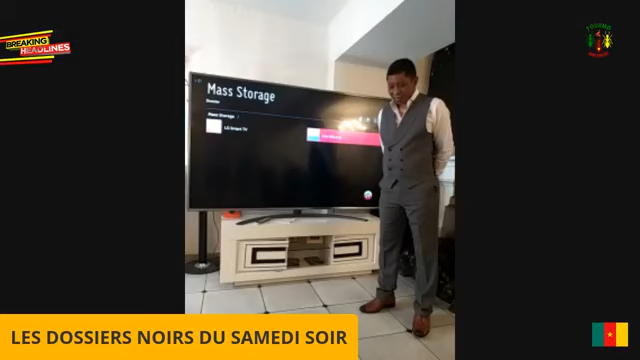 BREAKING
HEADLINES
Mass Storage
Mass Storage /
LG Smart TV
LES DOSSIERS NOIRS DU SAMEDI SOIR